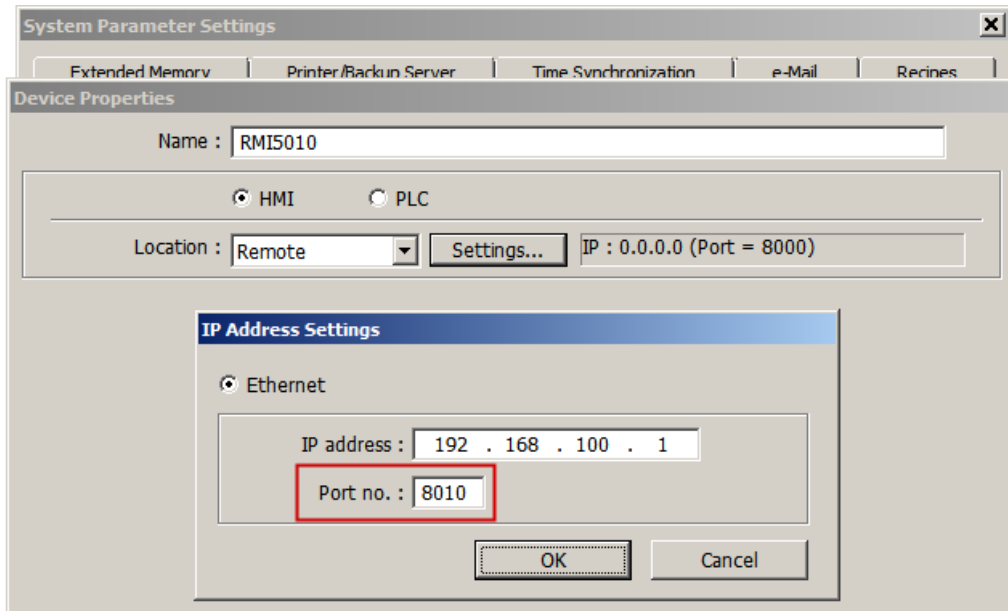 System Parameter Settings
Extended Memory Printer/Backup Server Time Synchronization e-Mail Recipes
Device Properties
Name : RMI5010
HMI PLC
Location : Remote Settings... IP : 0.0.0.0 (Port = 8000)
IP Address Settings
Ethernet
IP address : 192 . 168 . 100 . 1
Port no. : 8010
OK Cancel